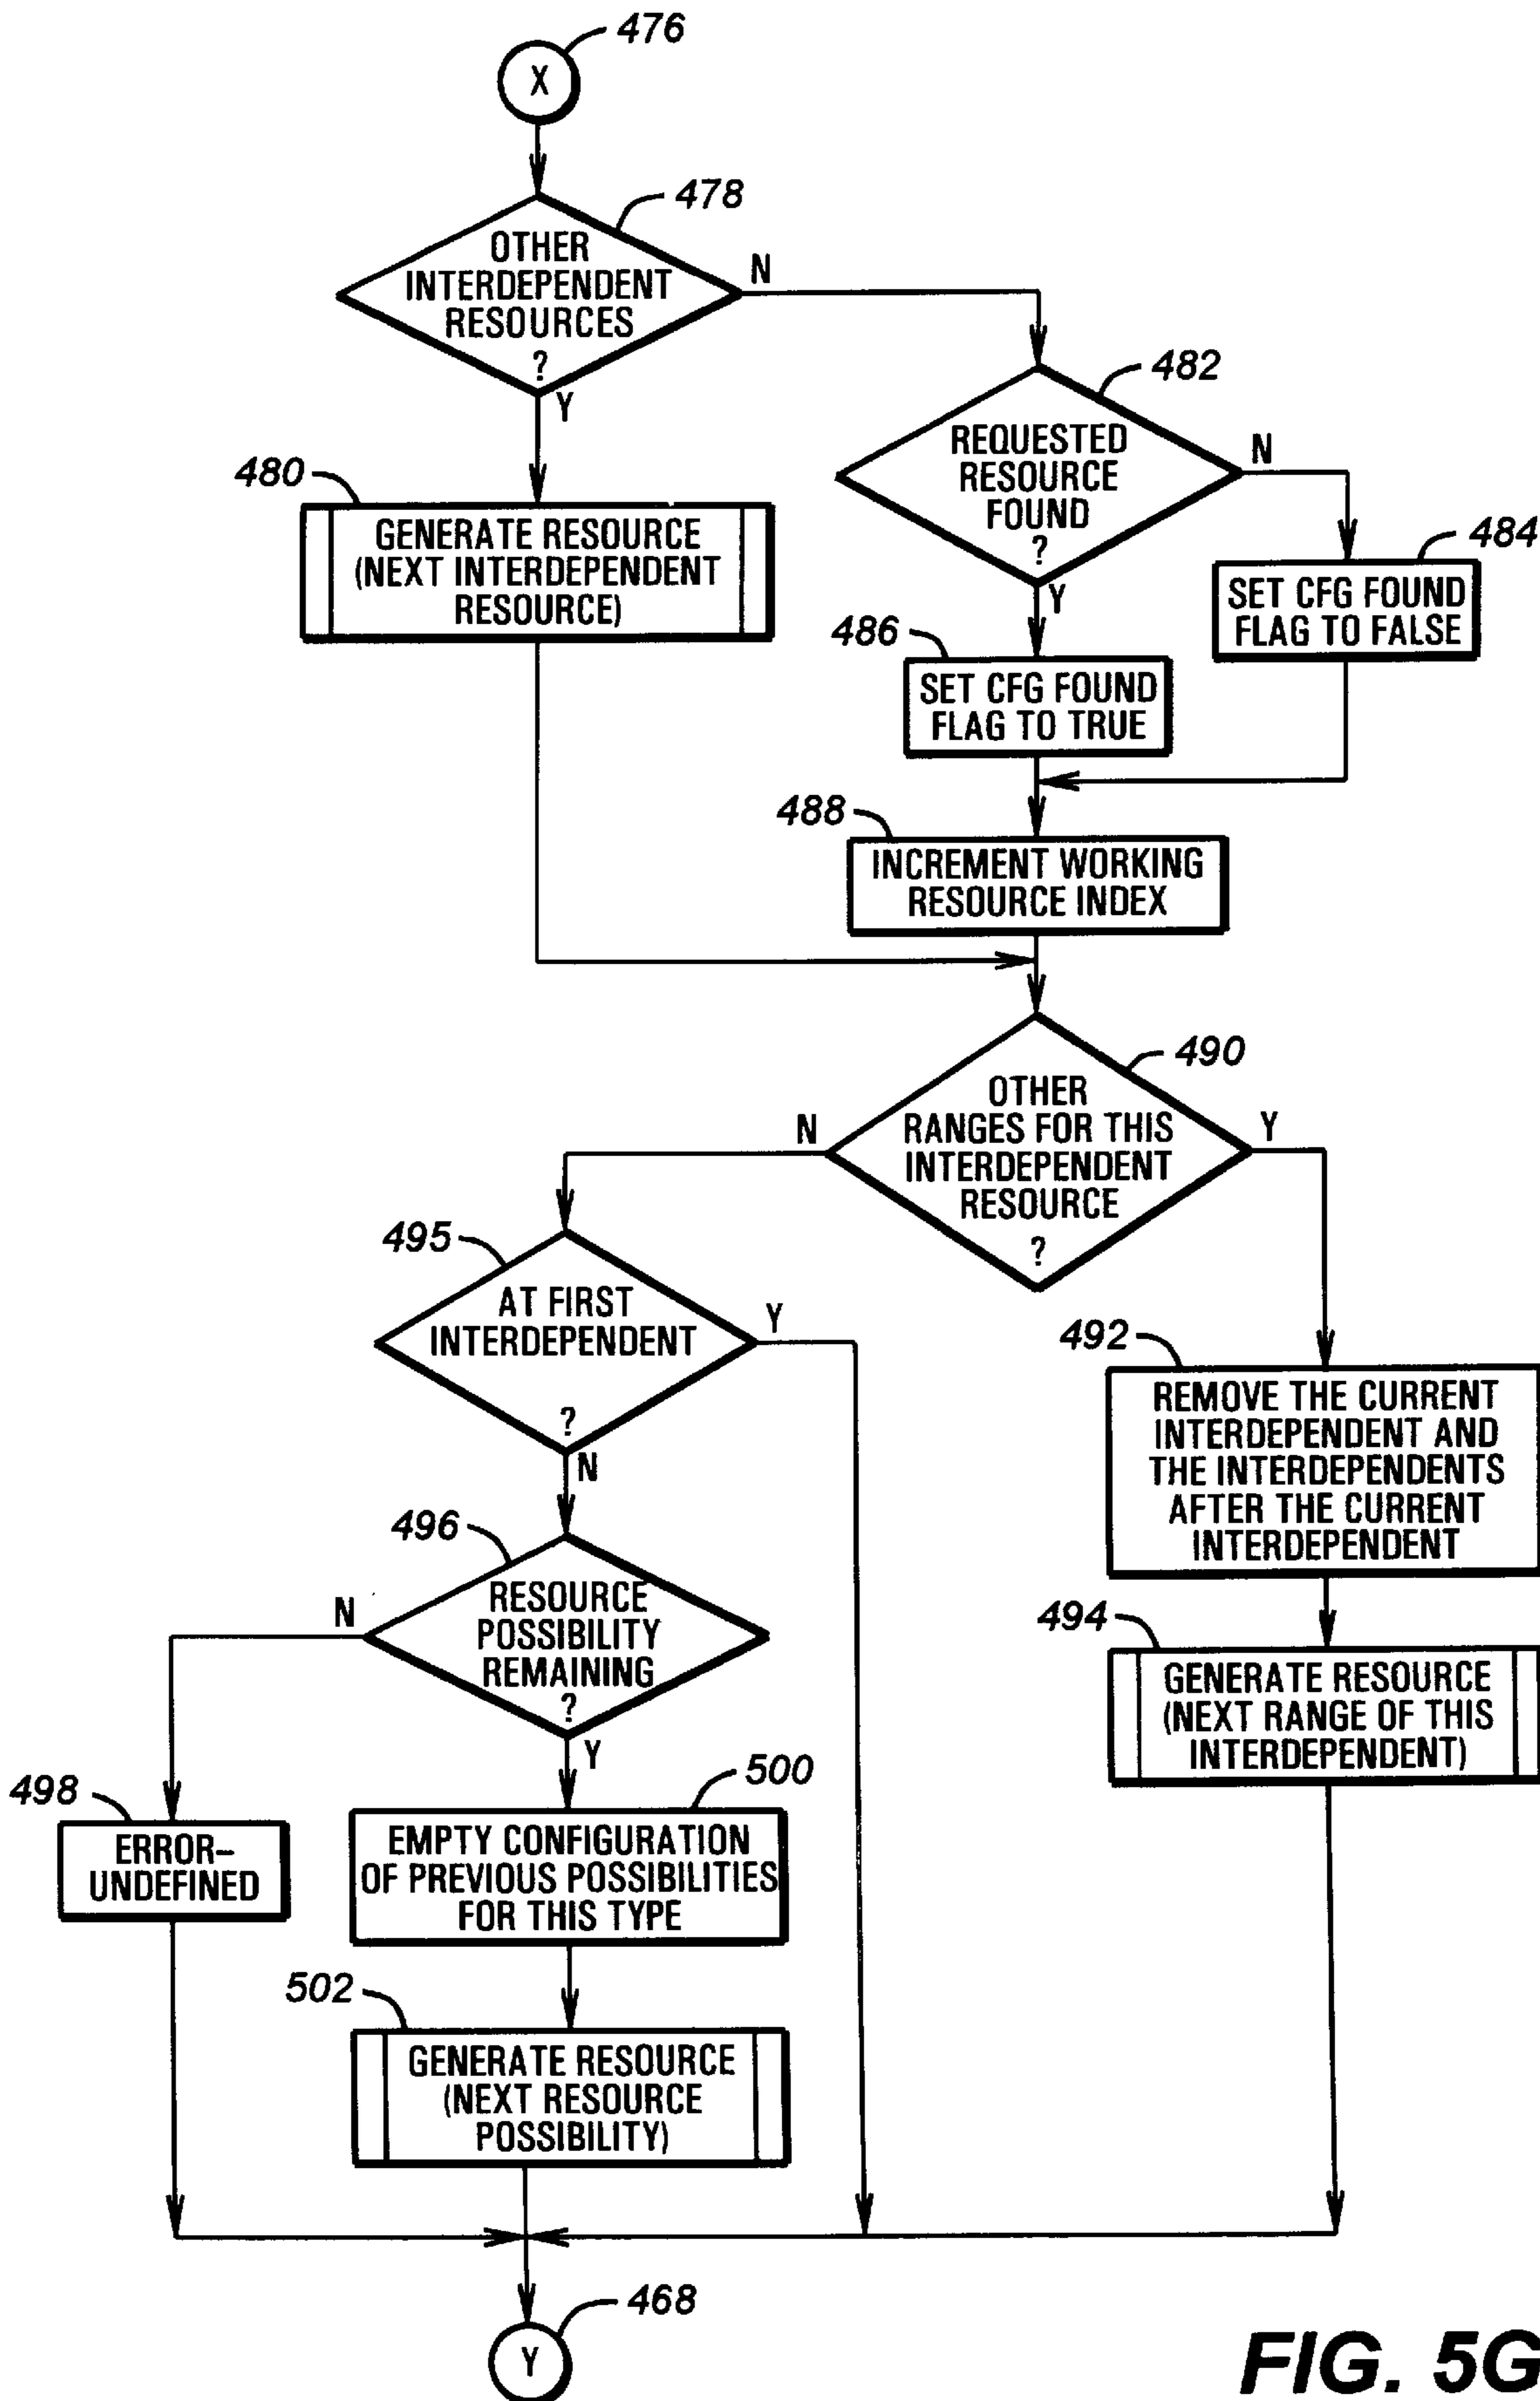 476
X
478
OTHER
INTERDEPENDENT
RESOURCES
?
N
Y
482
REQUESTED
RESOURCE
FOUND
?
N
Y
480
GENERATE RESOURCE
(NEXT INTERDEPENDENT
RESOURCE)
484
SET CFG FOUND
FLAG TO FALSE
486
SET CFG FOUND
FLAG TO TRUE
488
INCREMENT WORKING
RESOURCE INDEX
490
OTHER
RANGES FOR THIS
INTERDEPENDENT
RESOURCE
?
N
Y
495
AT FIRST
INTERDEPENDENT
?
Y
N
492
REMOVE THE CURRENT
INTERDEPENDENT AND
THE INTERDEPENDENTS
AFTER THE CURRENT
INTERDEPENDENT
496
RESOURCE
POSSIBILITY
REMAINING
?
N
Y
494
GENERATE RESOURCE
(NEXT RANGE OF THIS
INTERDEPENDENT)
498
ERROR-
UNDEFINED
500
EMPTY CONFIGURATION
OF PREVIOUS POSSIBILITIES
FOR THIS TYPE
502
GENERATE RESOURCE
(NEXT RESOURCE
POSSIBILITY)
468
Y
FIG. 5G